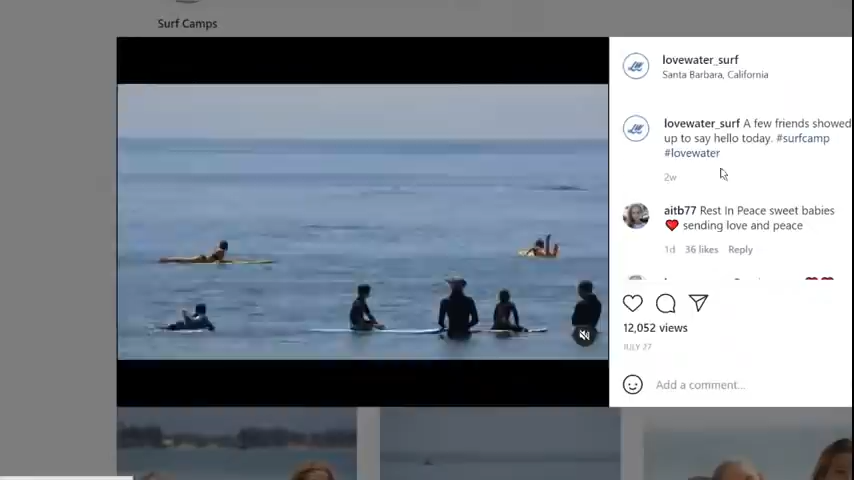 Surf Camps
lovewater_surf
Santa Barbara, California
lovewater_surf A few friends showed
up to say hello today. #surfcamp
#lovewater
2w
aitb77 Rest In Peace sweet babies
❤️ sending love and peace
1d 36 likes Reply
12,052 views
JULY 27
Add a comment...